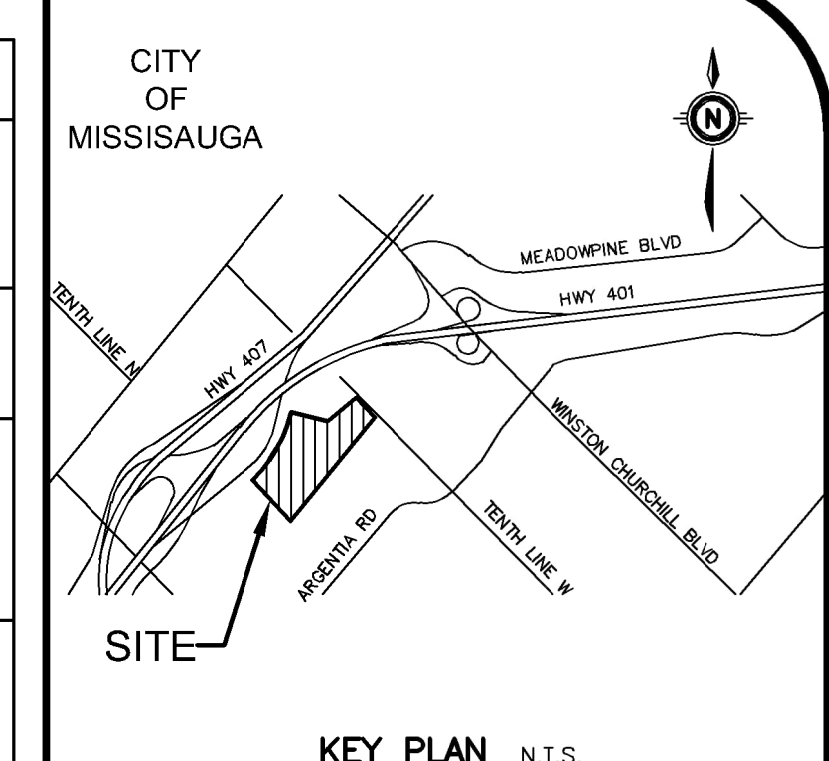 CITY
OF
MISSISAUGA
N
MEADOWPINE BLVD
HWY 401
TENTH LINE N
HWY 407
WINSTON CHURCHILL BLVD
ARGENTIA RD
TENTH LINE W
SITE
KEY PLAN N.T.S.